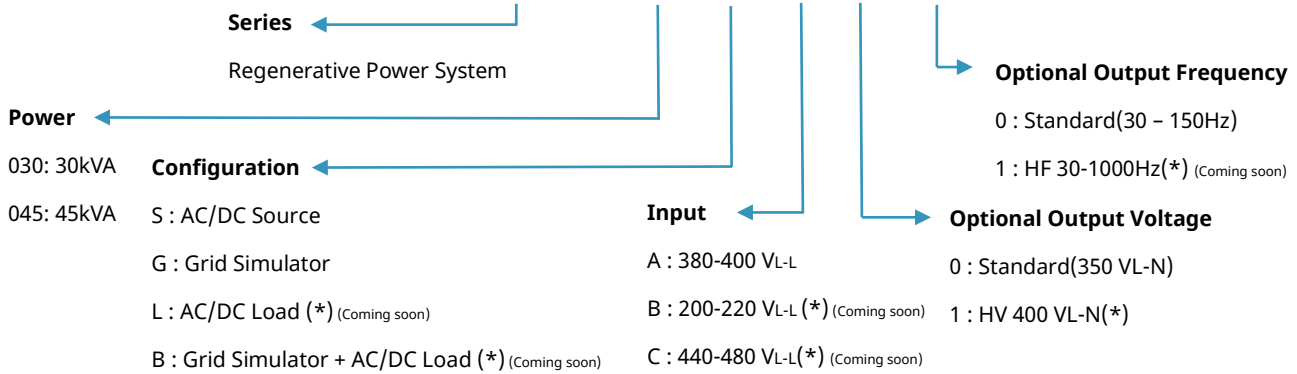 Series
Regenerative Power System
Power
030: 30kVA
045: 45kVA
Configuration
S : AC/DC Source
G : Grid Simulator
L : AC/DC Load (*) (Coming soon)
B : Grid Simulator + AC/DC Load (*) (Coming soon)
Input
A : 380-400 VL-L
B : 200-220 VL-L (*) (Coming soon)
C : 440-480 VL-L(*) (Coming soon)
Optional Output Voltage
0 : Standard(350 VL-N)
1 : HV 400 VL-N(*)
Optional Output Frequency
0 : Standard(30 – 150Hz)
1 : HF 30-1000Hz(*) (Coming soon)